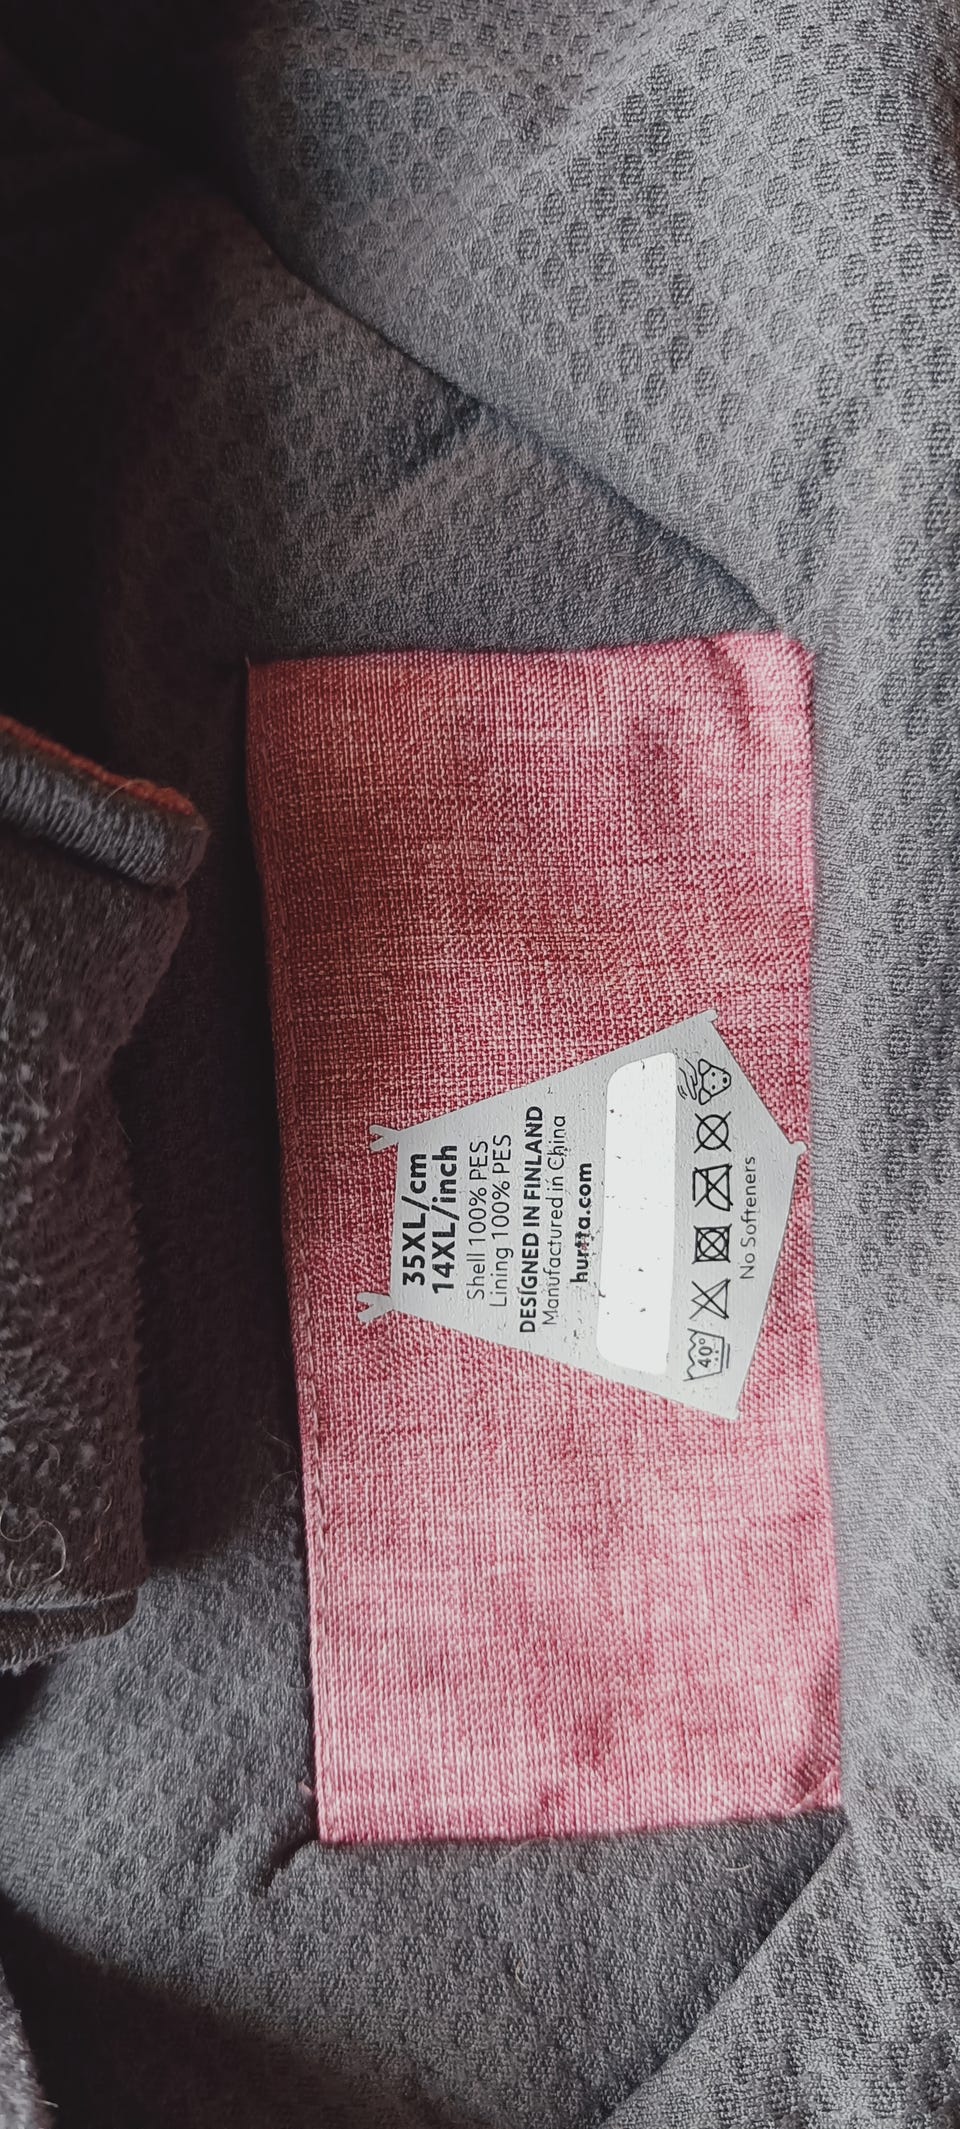 35XL/cm
14XL/inch
Shell 100% PES
Lining 100% PES
DESIGNED IN FINLAND
Manufactured in China
hurtta.com
40°
No Softeners